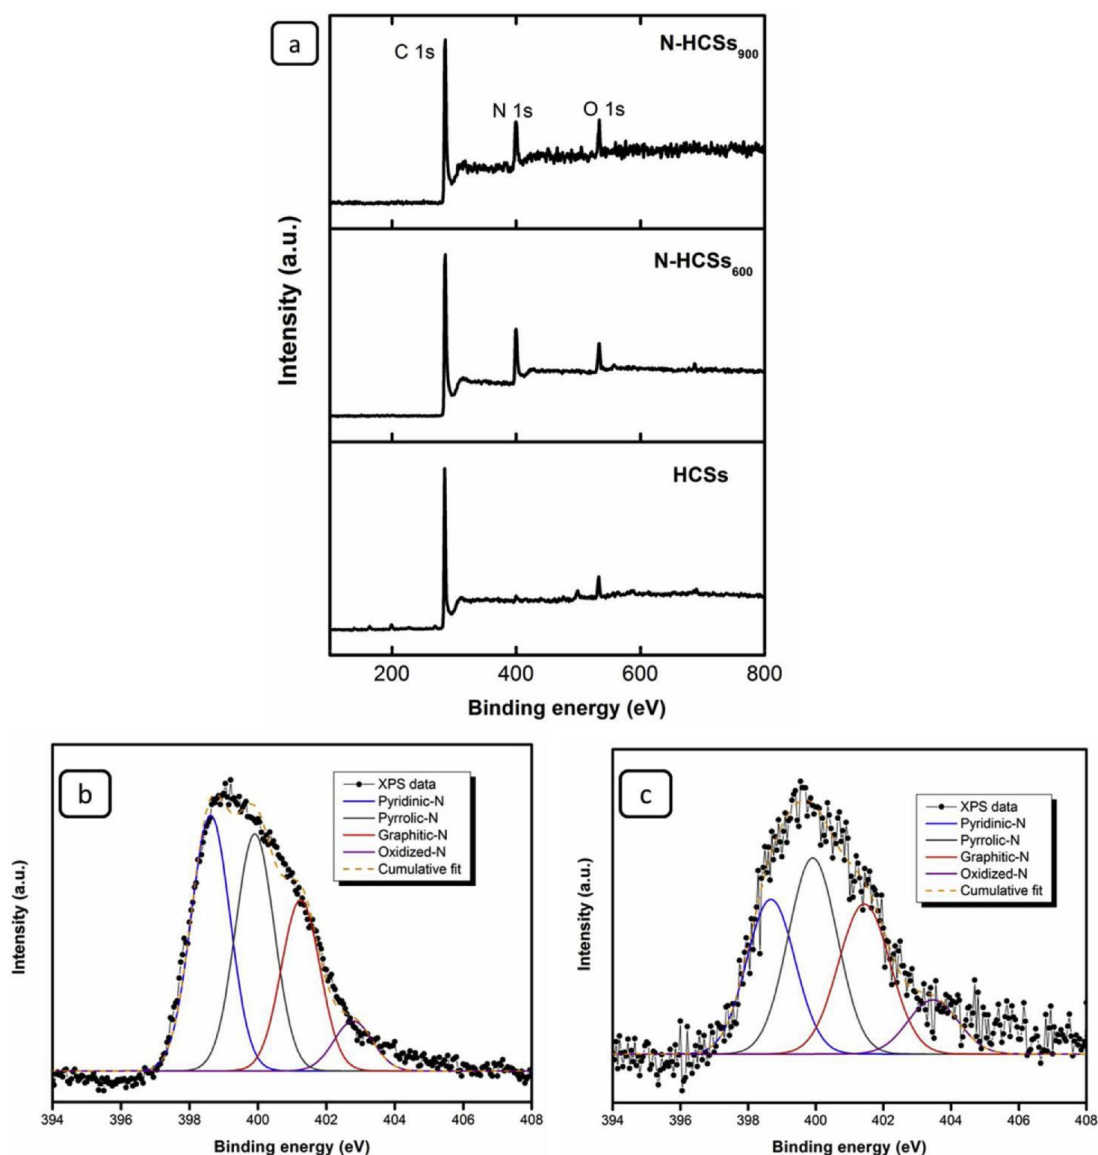 a
N-HCSs900
C 1s
N 1s
O 1s
N-HCSs600
HCSs
Intensity (a.u.)
200 400 600 800
Binding energy (eV)
b
XPS data
Pyridinic-N
Pyrrolic-N
Graphitic-N
Oxidized-N
Cumulative fit
Intensity (a.u.)
394 396 398 400 402 404 406 408
Binding energy (eV)
c
XPS data
Pyridinic-N
Pyrrolic-N
Graphitic-N
Oxidized-N
Cumulative fit
Intensity (a.u.)
394 396 398 400 402 404 406 408
Binding energy (eV)